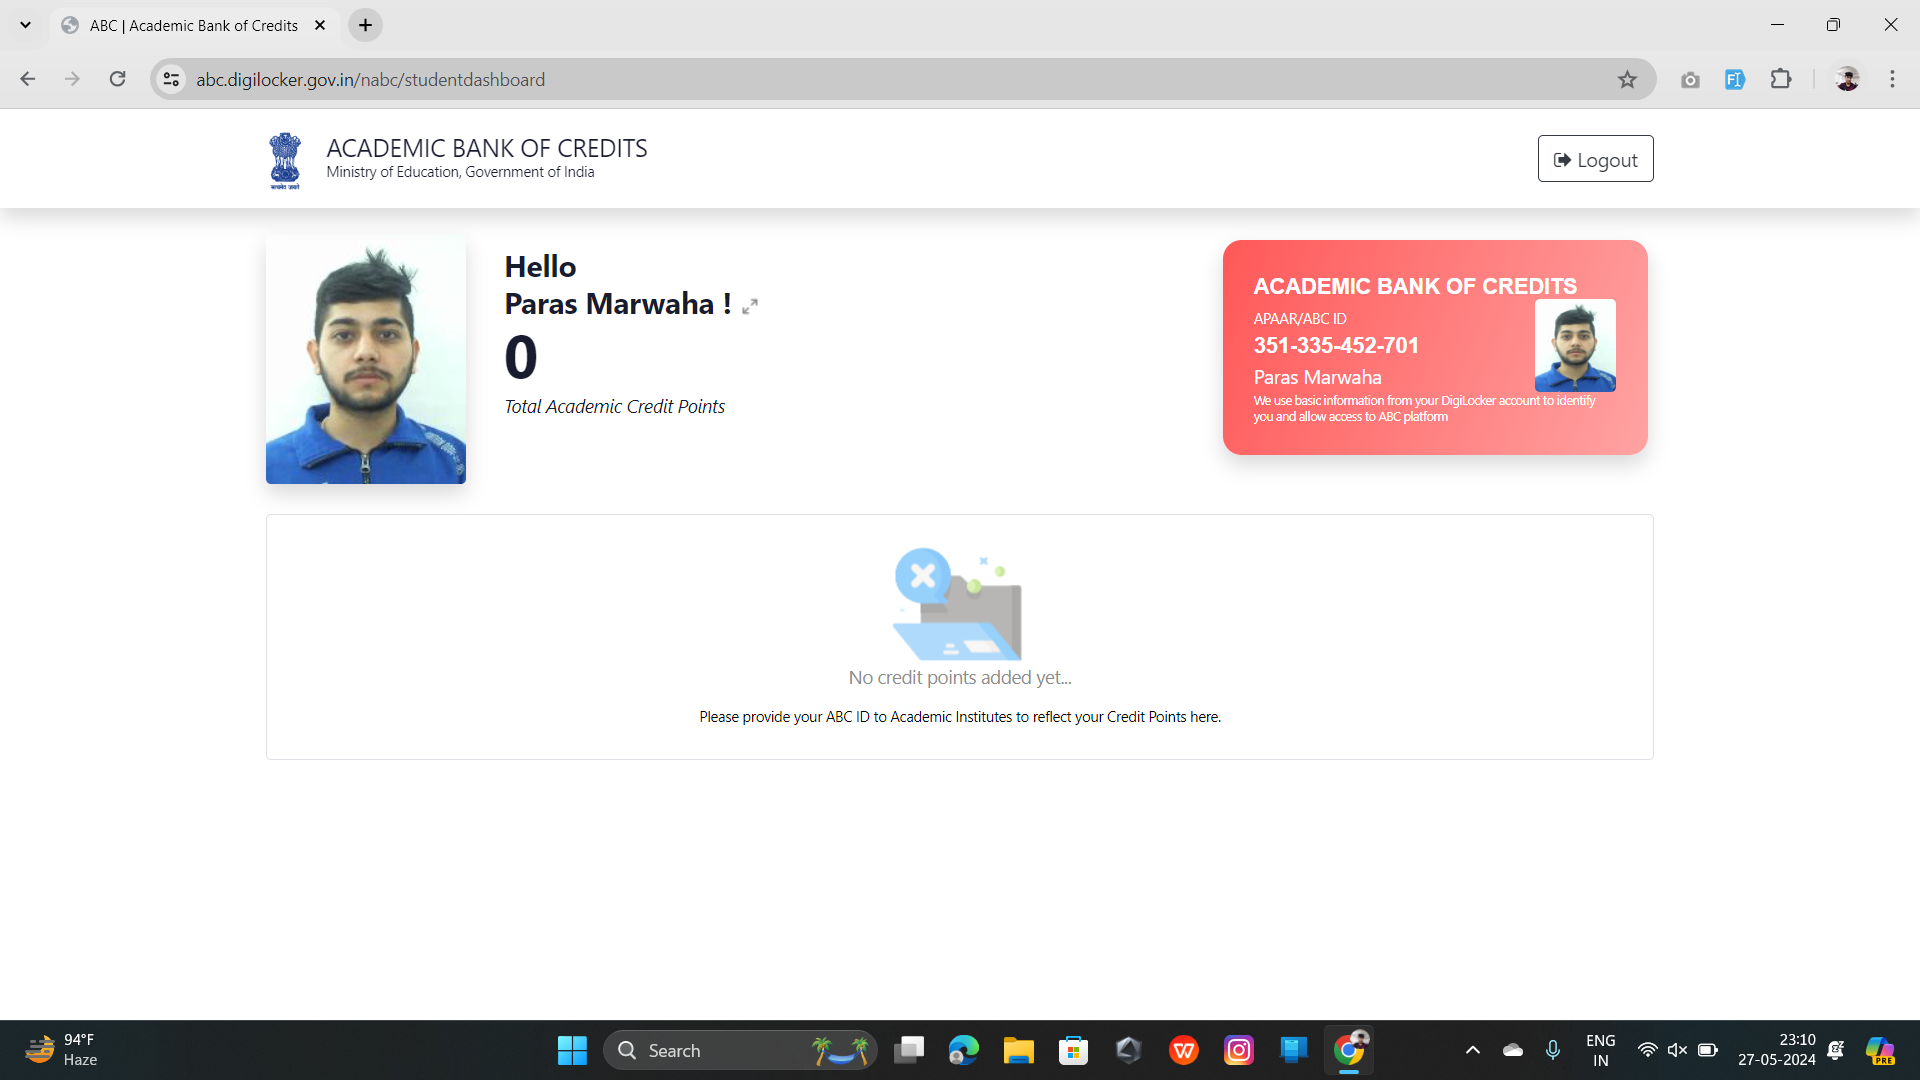 ABC | Academic Bank of Credits
abc.digilocker.gov.in/nabc/studentdashboard
ACADEMIC BANK OF CREDITS
Ministry of Education, Government of India
सत्यमेव जयते
Logout
Hello
Paras Marwaha !
0
Total Academic Credit Points
ACADEMIC BANK OF CREDITS
APAAR/ABC ID
351-335-452-701
Paras Marwaha
We use basic information from your DigiLocker account to identify
you and allow access to ABC platform
No credit points added yet...
Please provide your ABC ID to Academic Institutes to reflect your Credit Points here.
94°F
Haze
Search
ENG
IN
23:10
27-05-2024
PRE